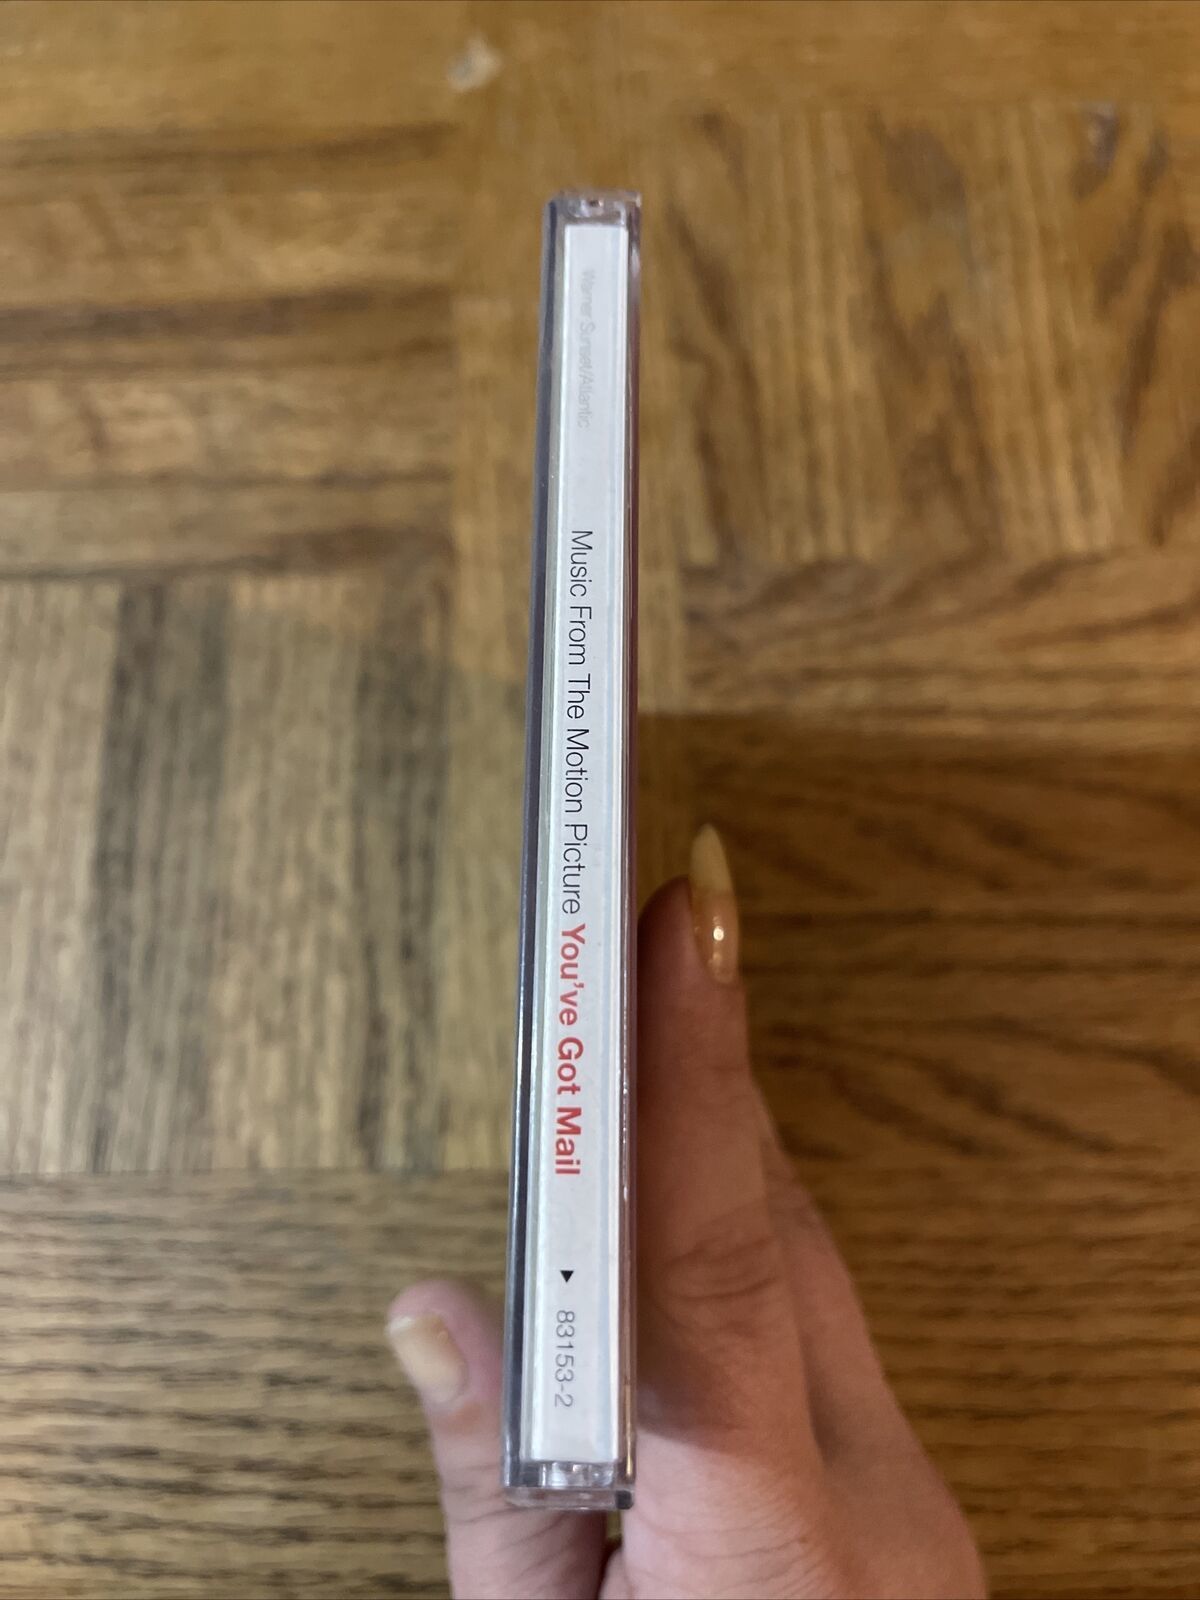 Warner Sunset/Atlantic
Music From The Motion Picture You've Got Mail
▶ 83153-2